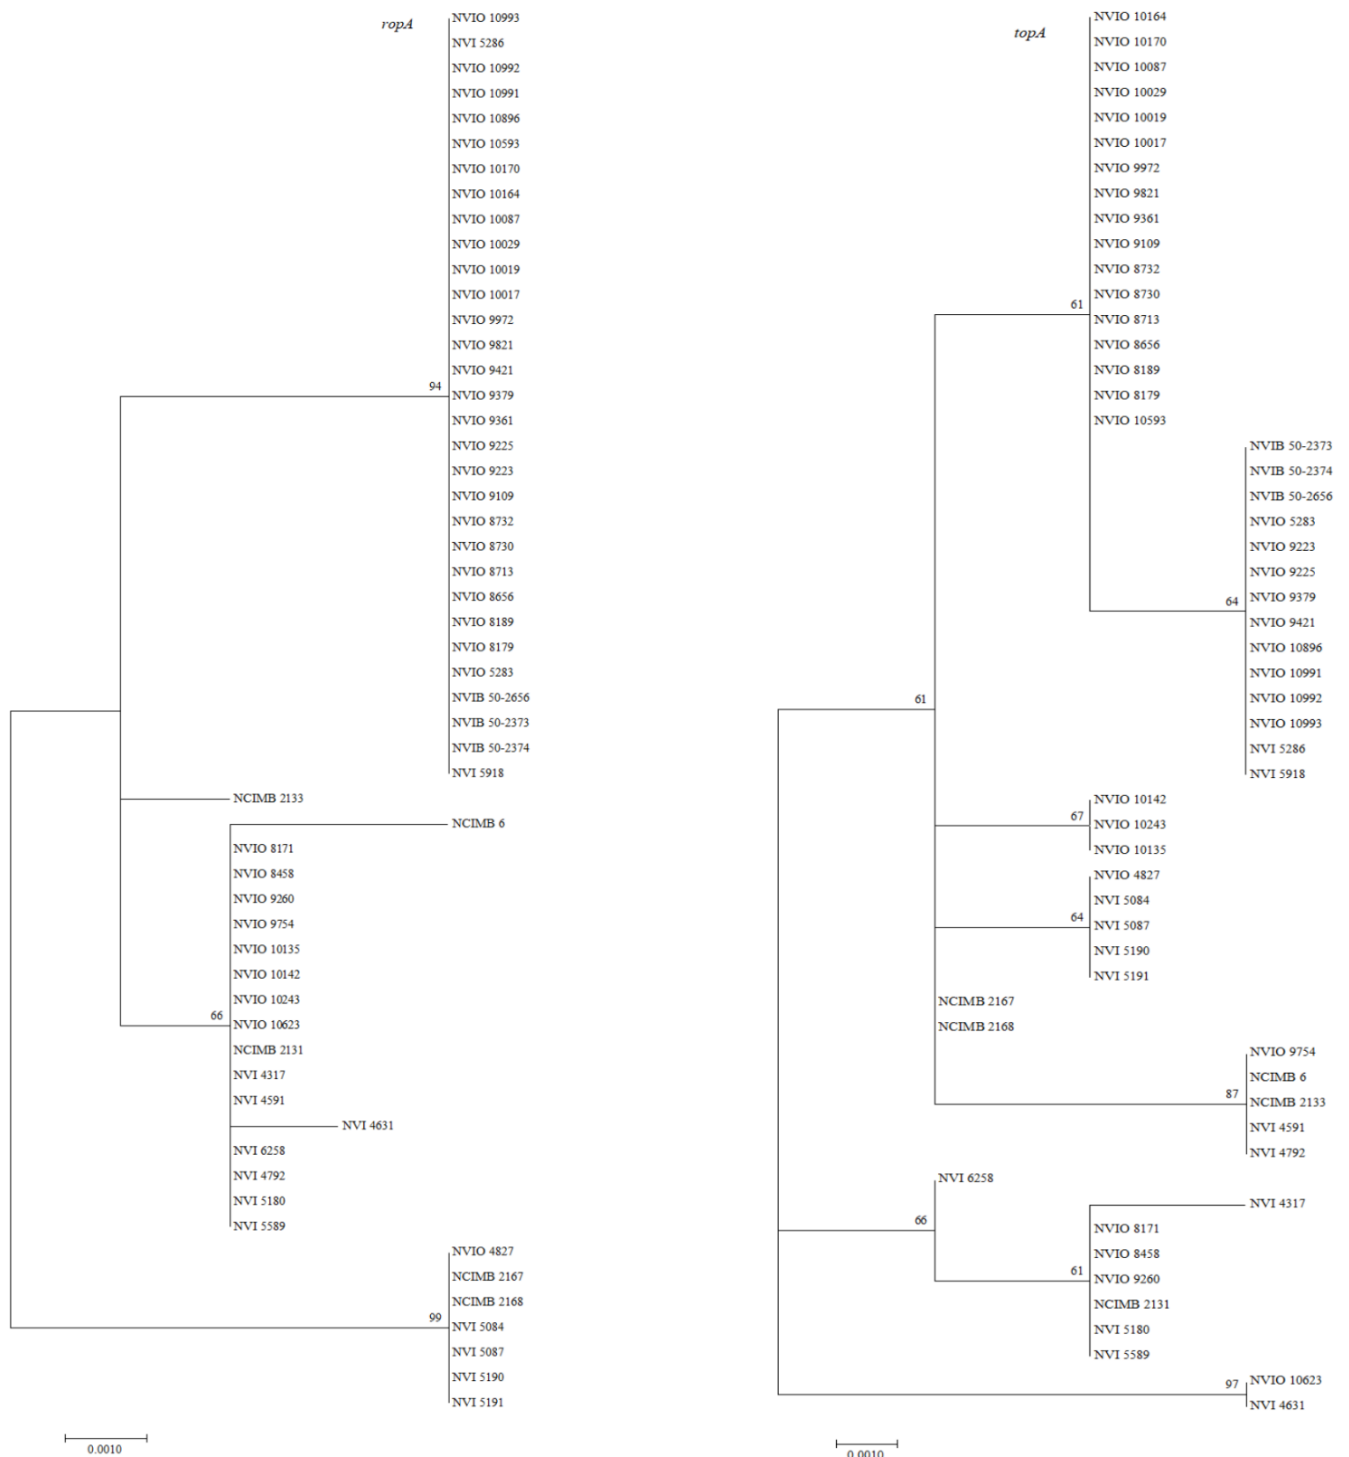 ropA
NVIO 10993
NVI 5286
NVIO 10992
NVIO 10991
NVIO 10896
NVIO 10593
NVIO 10170
NVIO 10164
NVIO 10087
NVIO 10029
NVIO 10019
NVIO 10017
NVIO 9972
NVIO 9821
NVIO 9421
94
NVIO 9379
NVIO 9361
NVIO 9225
NVIO 9223
NVIO 9109
NVIO 8732
NVIO 8730
NVIO 8713
NVIO 8656
NVIO 8189
NVIO 8179
NVIO 5283
NVIB 50-2656
NVIB 50-2373
NVIB 50-2374
NVI 5918
NCIMB 2133
NCIMB 6
NVIO 8171
NVIO 8458
NVIO 9260
NVIO 9754
NVIO 10135
NVIO 10142
NVIO 10243
66
NVIO 10623
NCIMB 2131
NVI 4317
NVI 4591
NVI 4631
NVI 6258
NVI 4792
NVI 5180
NVI 5589
NVIO 4827
NCIMB 2167
NCIMB 2168
99
NVI 5084
NVI 5087
NVI 5190
NVI 5191
0.0010
topA
NVIO 10164
NVIO 10170
NVIO 10087
NVIO 10029
NVIO 10019
NVIO 10017
NVIO 9972
NVIO 9821
NVIO 9361
NVIO 9109
NVIO 8732
NVIO 8730
61
NVIO 8713
NVIO 8656
NVIO 8189
NVIO 8179
NVIO 10593
NVIB 50-2373
NVIB 50-2374
NVIB 50-2656
NVIO 5283
NVIO 9223
NVIO 9225
NVIO 9379
64
NVIO 9421
NVIO 10896
NVIO 10991
NVIO 10992
61
NVIO 10993
NVI 5286
NVI 5918
NVIO 10142
67
NVIO 10243
NVIO 10135
NVIO 4827
NVI 5084
64
NVI 5087
NVI 5190
NVI 5191
NCIMB 2167
NCIMB 2168
NVIO 9754
NCIMB 6
87
NCIMB 2133
NVI 4591
NVI 4792
NVI 6258
NVI 4317
66
NVIO 8171
NVIO 8458
61
NVIO 9260
NCIMB 2131
NVI 5180
NVI 5589
97
NVIO 10623
NVI 4631
0.0010